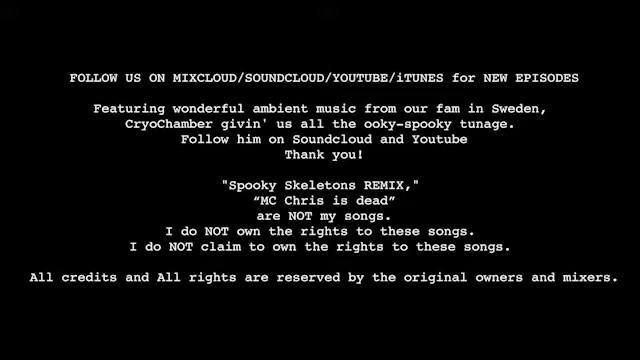 FOLLOW US ON MIXCLOUD/SOUNDCLOUD/YOUTUBE/iTUNES for NEW EPISODES
Featuring wonderful ambient music from our fam in Sweden,
CryoChamber givin' us all the ooky-spooky tunage.
Follow him on Soundcloud and Youtube
Thank you!
"Spooky Skeletons REMIX,"
“MC Chris is dead”
are NOT my songs.
I do NOT own the rights to these songs.
I do NOT claim to own the rights to these songs.
All credits and All rights are reserved by the original owners and mixers.